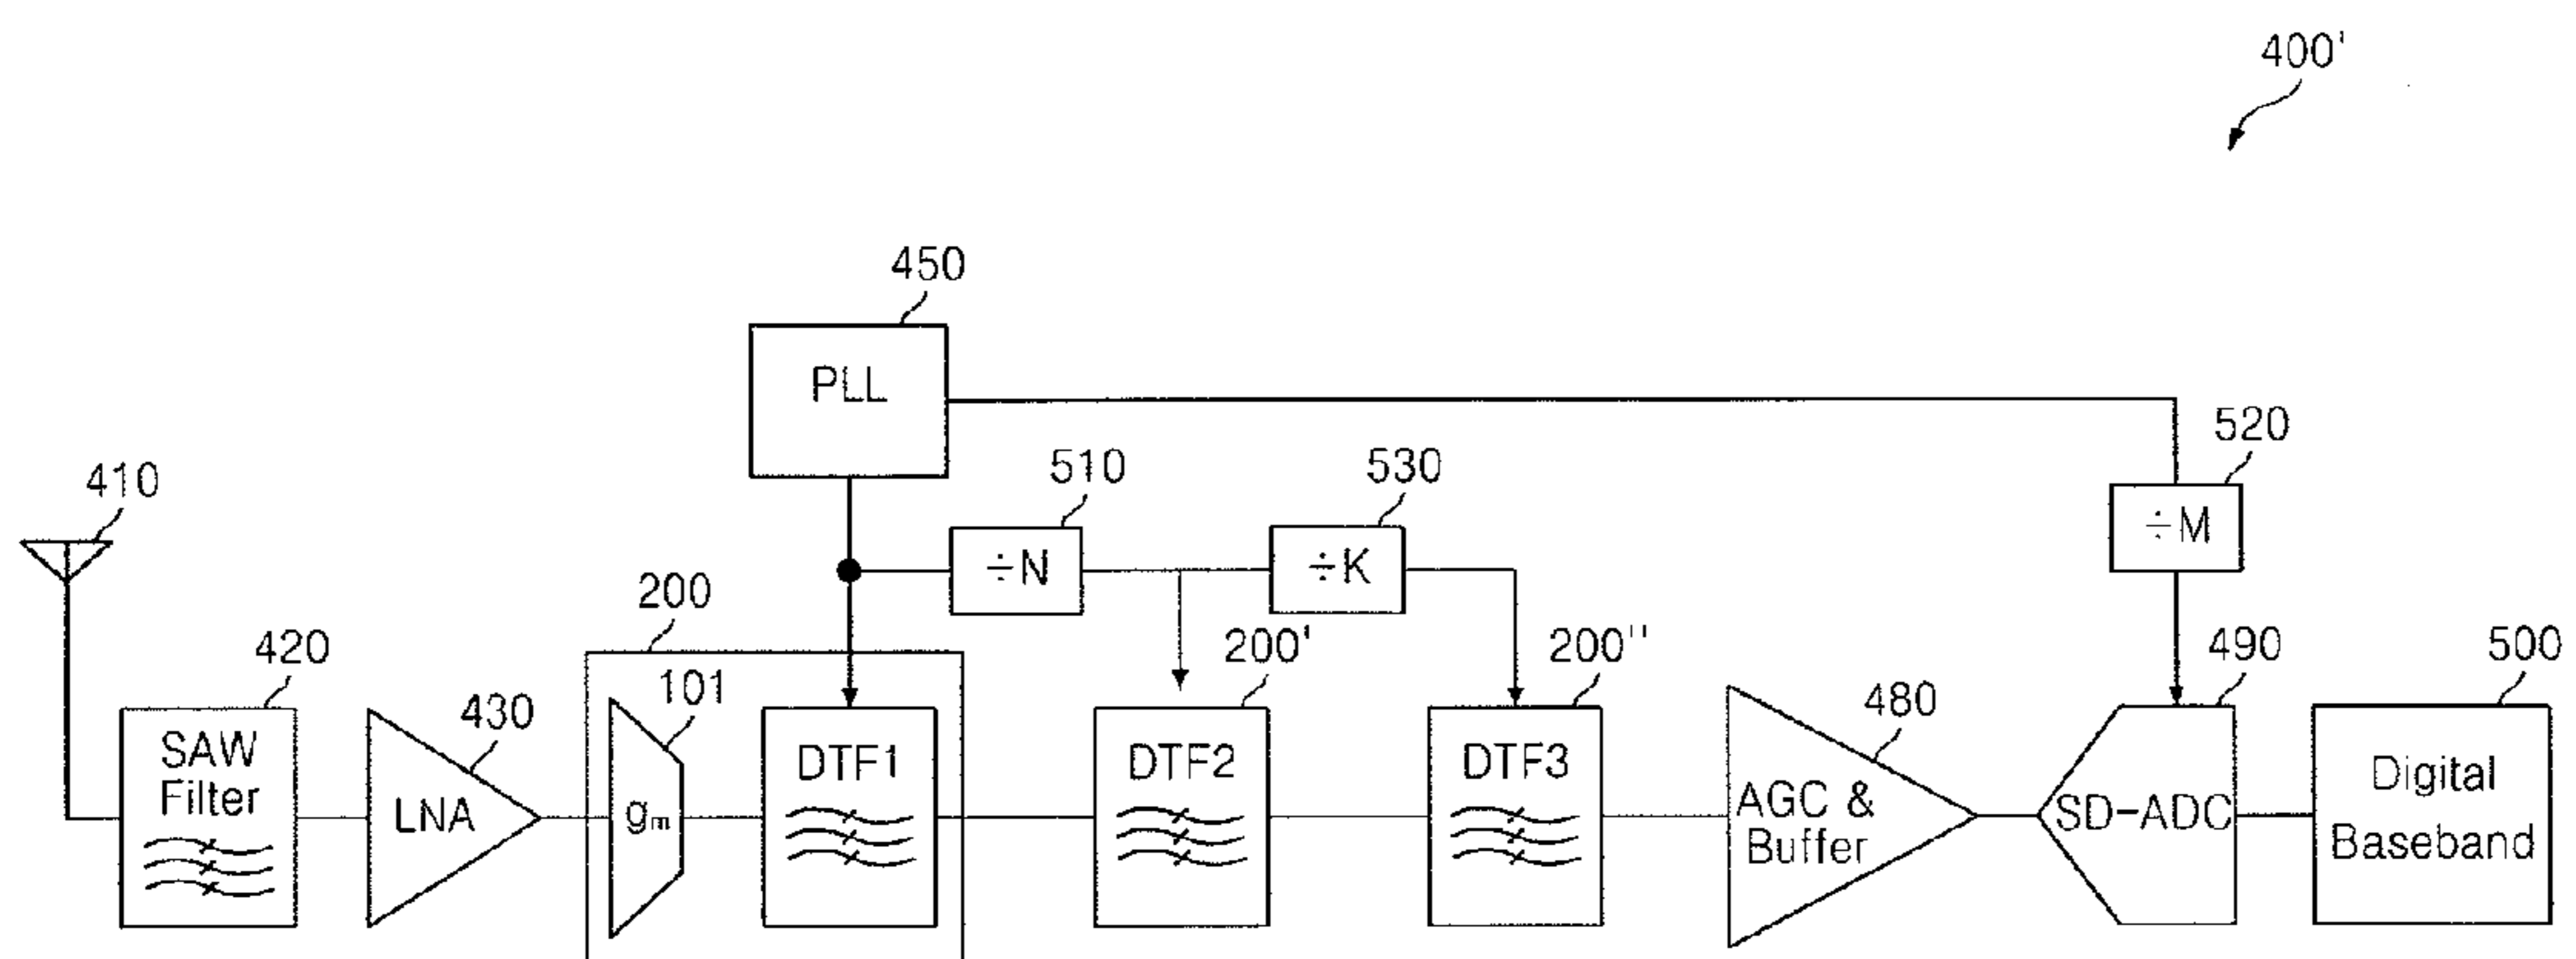 400'
450
PLL
410
510
530
520
÷N
÷K
÷M
200
420
430
101
200'
200"
480
490
500
SAW
Filter
LNA
gm
DTF1
DTF2
DTF3
AGC &
Buffer
SD-ADC
Digital
Baseband